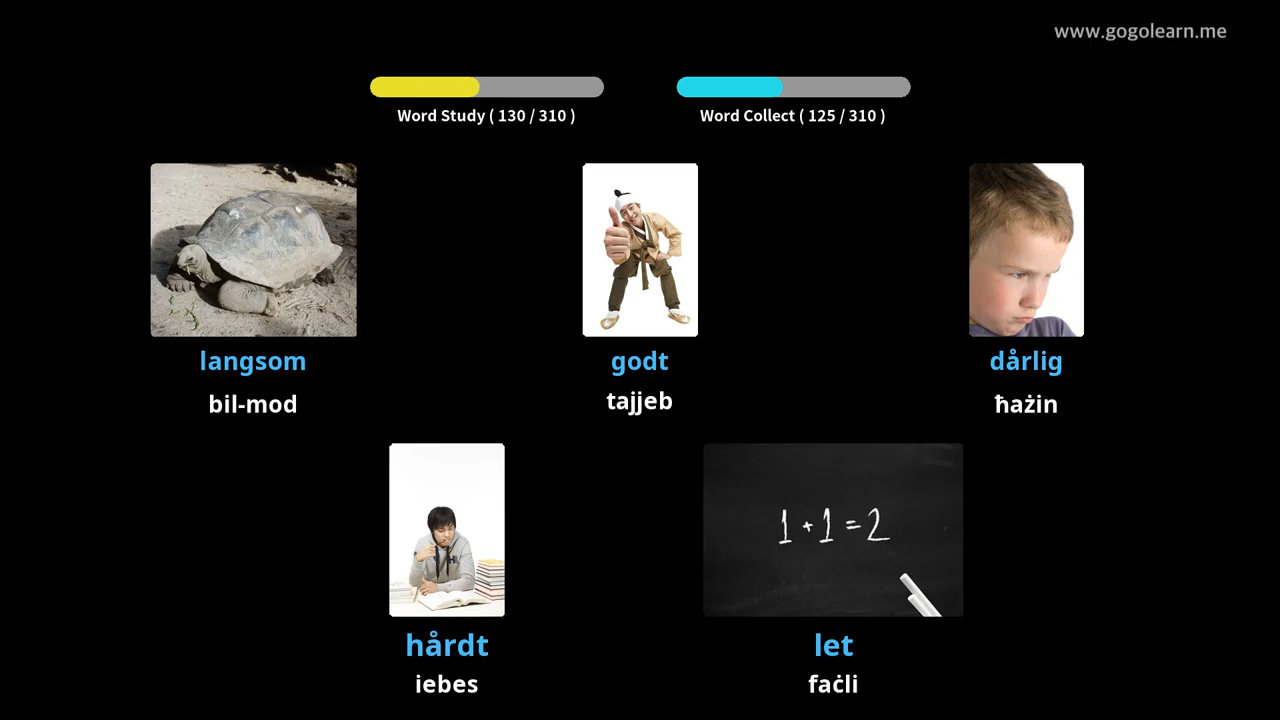 www.gogolearn.me
Word Study ( 130 / 310 )
Word Collect ( 125 / 310 )
langsom
godt
dårlig
bil-mod
tajjeb
ħażin
1 + 1 = 2
hårdt
let
iebes
faċli